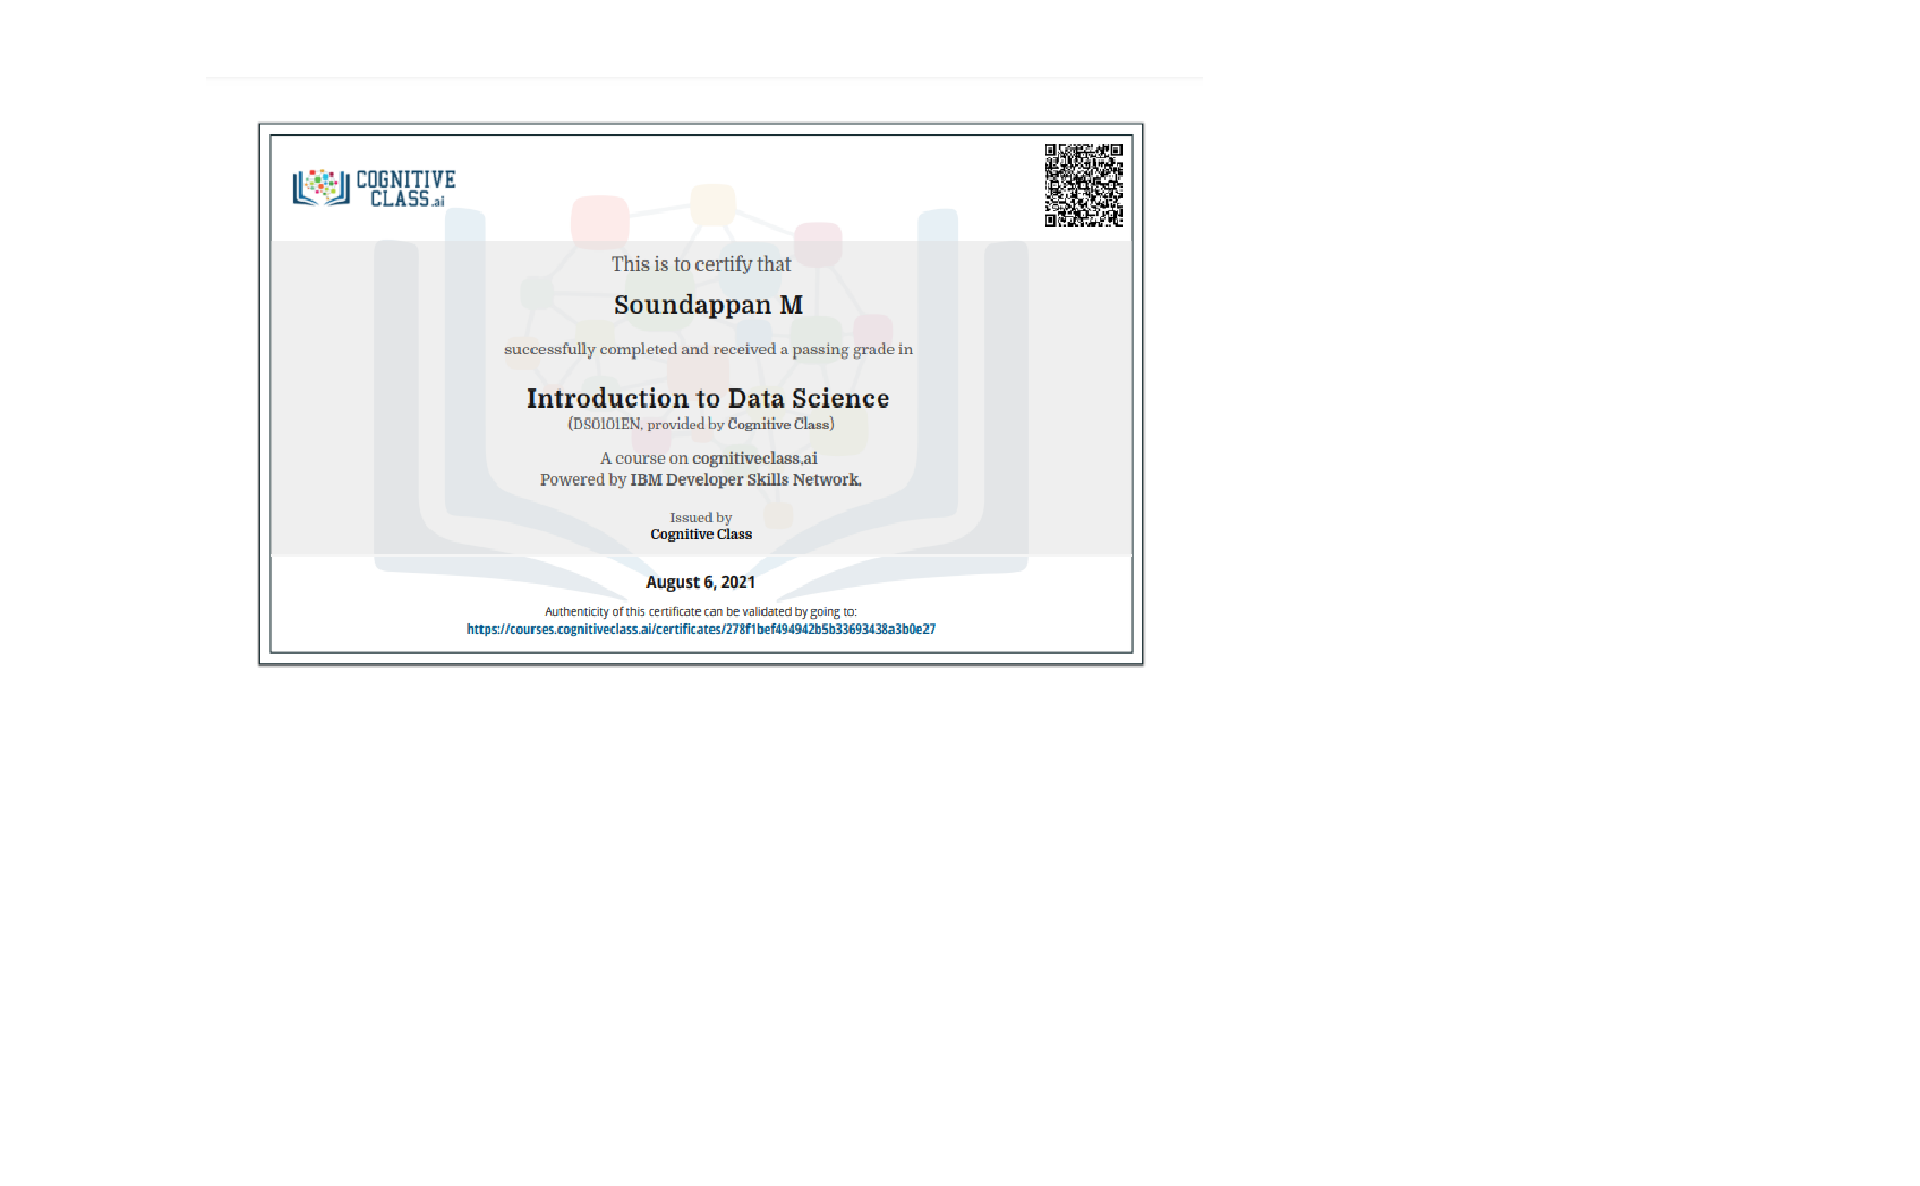 COGNITIVE
CLASS.ai
This is to certify that
Soundappan M
successfully completed and received a passing grade in
Introduction to Data Science
(DS0101EN, provided by Cognitive Class)
A course on cognitiveclass.ai
Powered by IBM Developer Skills Network.
Issued by
Cognitive Class
August 6, 2021
Authenticity of this certificate can be validated by going to:
https://courses.cognitiveclass.ai/certificates/278f1bef494942b5b33693438a3b0e27